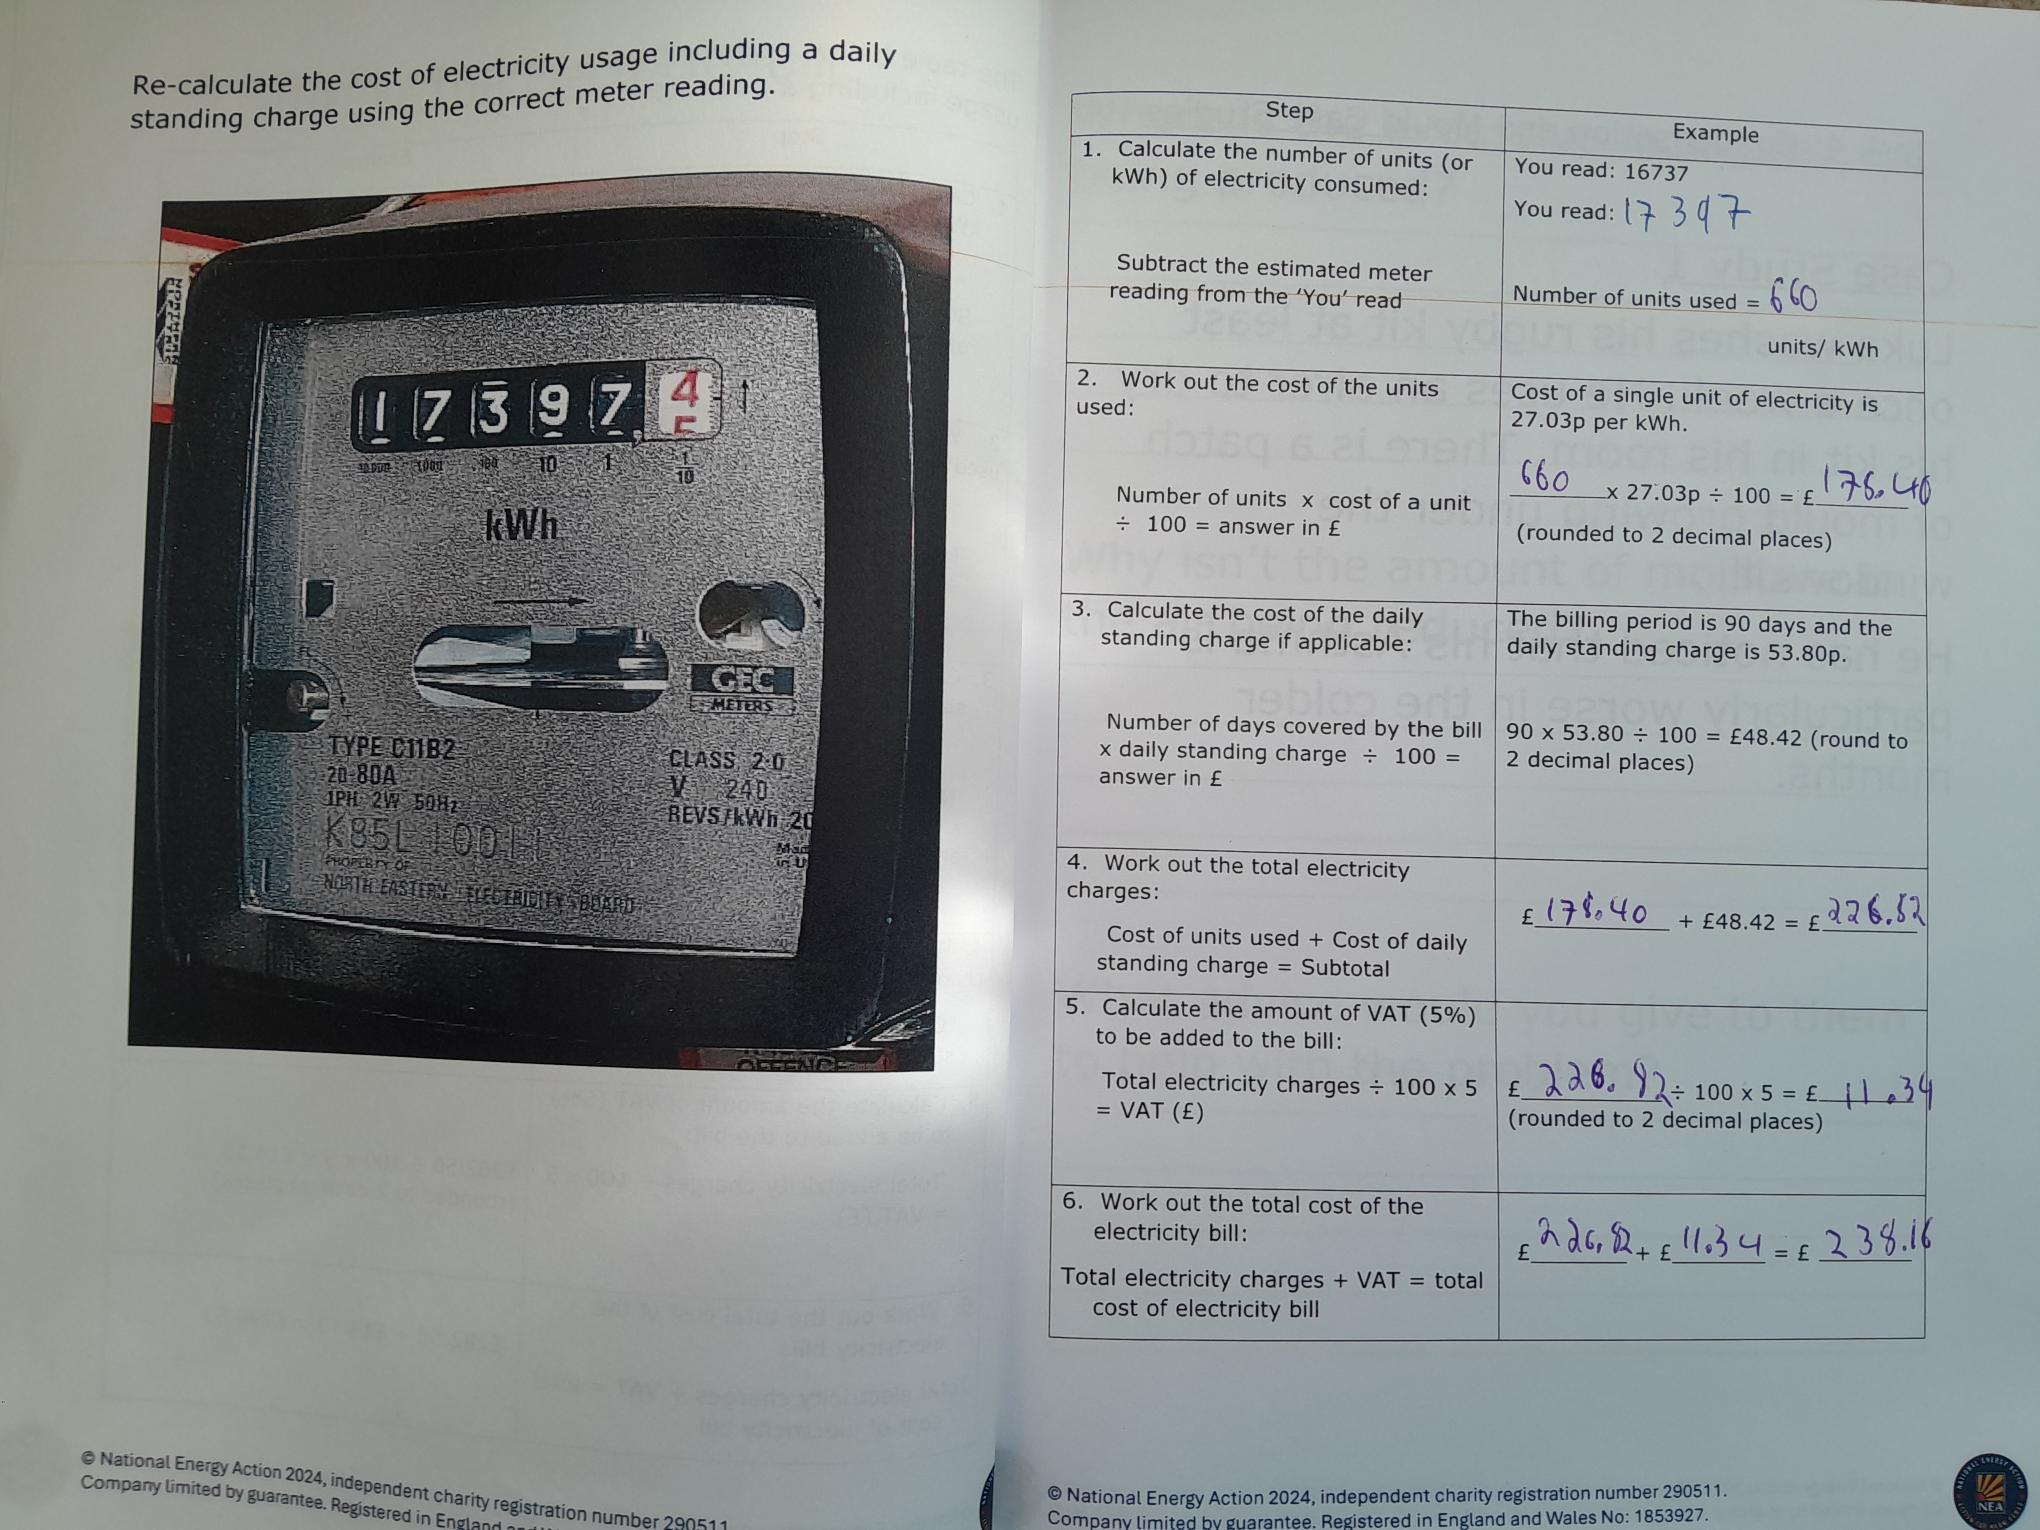 Re-calculate the cost of electricity usage including a daily
standing charge using the correct meter reading.
17397 4
10
1
1
10
kWh
GEC
METERS
TYPE C11B2
20-80A
1PH 2W 50Hz
CLASS 2·0
V 240
REVS/kWh 20
K85L
PROPERTY OF
NORTH EASTERN ELECTRICITY BOARD
OFFENCE
© National Energy Action 2024, independent charity registration number 290511.
Company limited by guarantee. Registered in England
Step
Example
1. Calculate the number of units (or
kWh) of electricity consumed:
You read: 16737
You read: 17397
Subtract the estimated meter
reading from the 'You' read
Number of units used = 660
units/ kWh
2. Work out the cost of the units
used:
Cost of a single unit of electricity is
27.03p per kWh.
Number of units x cost of a unit
÷ 100 = answer in £
660 x 27.03p ÷ 100 = £ 178.40
(rounded to 2 decimal places)
3. Calculate the cost of the daily
standing charge if applicable:
The billing period is 90 days and the
daily standing charge is 53.80p.
Number of days covered by the bill
x daily standing charge ÷ 100 =
answer in £
90 x 53.80 ÷ 100 = £48.42 (round to
2 decimal places)
4. Work out the total electricity
charges:
Cost of units used + Cost of daily
standing charge = Subtotal
£ 178.40 + £48.42 = £ 226.82
5. Calculate the amount of VAT (5%)
to be added to the bill:
Total electricity charges ÷ 100 x 5
= VAT (£)
£ 226.82 ÷ 100 x 5 = £ 11.34
(rounded to 2 decimal places)
6. Work out the total cost of the
electricity bill:
Total electricity charges + VAT = total
cost of electricity bill
£ 226.82 + £ 11.34 = £ 238.16
© National Energy Action 2024, independent charity registration number 290511.
Company limited by guarantee. Registered in England and Wales No: 1853927.
NEA